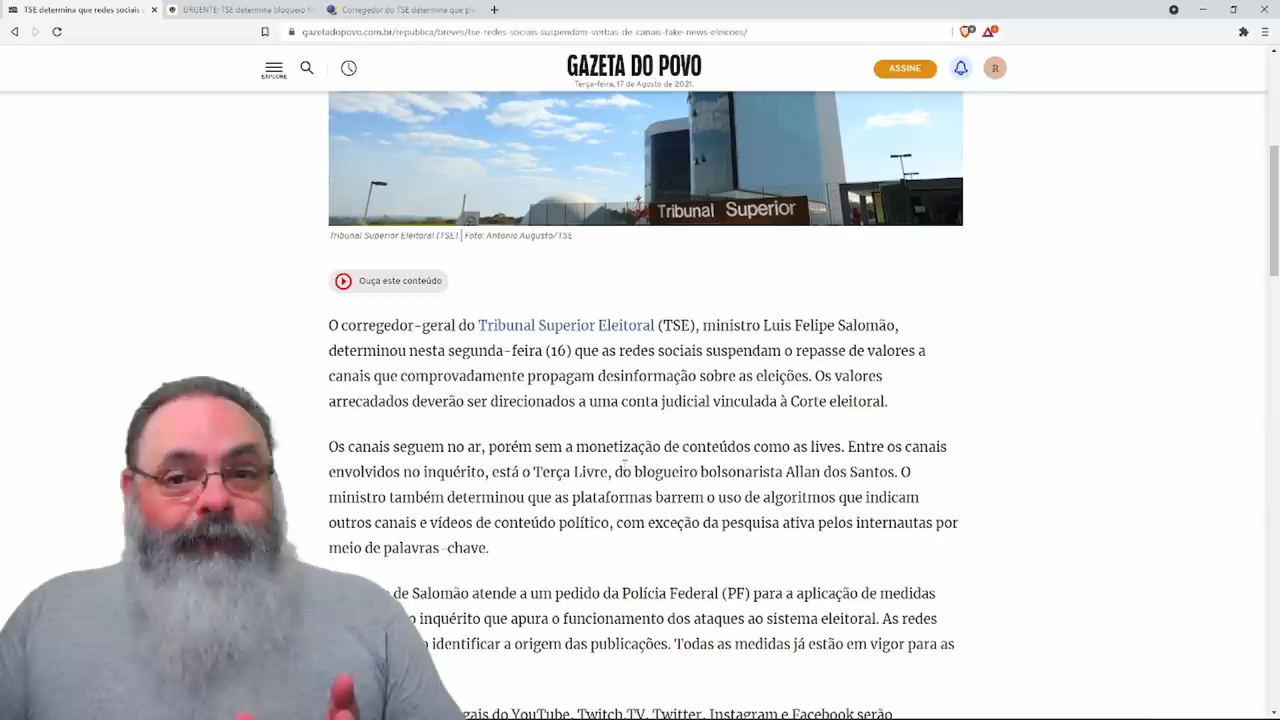 TSE determina que redes sociais
URGENTE: TSE determina bloqueio fi
Corregedor do TSE determina que pl
gazetadopovo.com.br/republica/breves/tse-redes-sociais-suspendam-verbas-de-canais-fake-news-eleicoes/
EXPLORE
GAZETA DO POVO
Terça-feira, 17 de Agosto de 2021.
ASSINE
R
Tribunal Superior
Tribunal Superior Eleitoral (TSE).| Foto: Antonio Augusto/TSE
Ouça este conteúdo
O corregedor-geral do Tribunal Superior Eleitoral (TSE), ministro Luis Felipe Salomão,
determinou nesta segunda-feira (16) que as redes sociais suspendam o repasse de valores a
canais que comprovadamente propagam desinformação sobre as eleições. Os valores
arrecadados deverão ser direcionados a uma conta judicial vinculada à Corte eleitoral.
Os canais seguem no ar, porém sem a monetização de conteúdos como as lives. Entre os canais
envolvidos no inquérito, está o Terça Livre, do blogueiro bolsonarista Allan dos Santos. O
ministro também determinou que as plataformas barrem o uso de algoritmos que indicam
outros canais e vídeos de conteúdo político, com exceção da pesquisa ativa pelos internautas por
meio de palavras-chave.
de Salomão atende a um pedido da Polícia Federal (PF) para a aplicação de medidas
o inquérito que apura o funcionamento dos ataques ao sistema eleitoral. As redes
identificar a origem das publicações. Todas as medidas já estão em vigor para as
gais do YouTube, Twitch.TV, Twitter, Instagram e Facebook serão